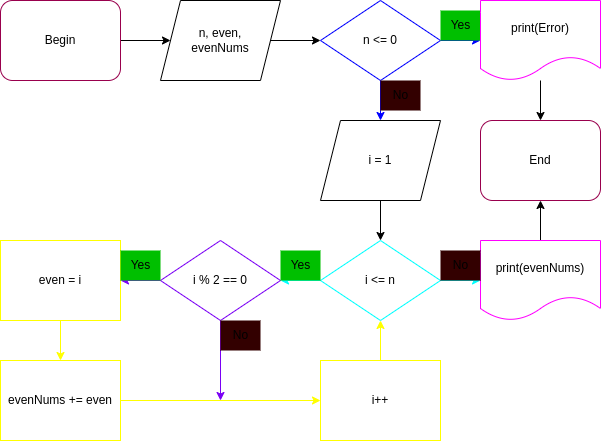 Begin
n, even,
evenNums
n <= 0
Yes
print(Error)
No
i = 1
End
even = i
Yes
i % 2 == 0
Yes
i <= n
No
print(evenNums)
No
evenNums += even
i++